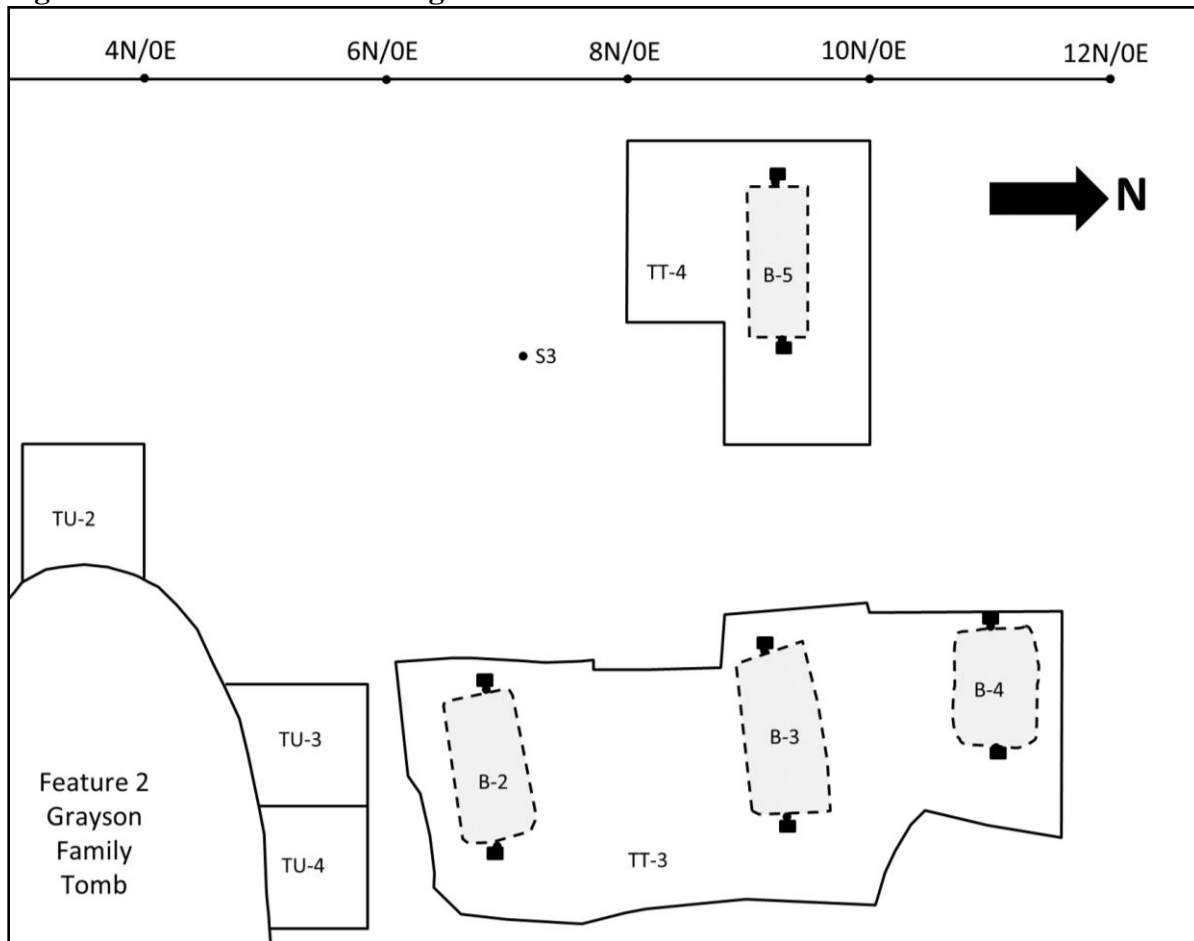 4N/0E
6N/0E
8N/0E
10N/0E
12N/0E
N
TT-4
B-5
S3
TU-2
B-4
TU-3
B-3
B-2
Feature 2
Grayson
Family
Tomb
TU-4
TT-3